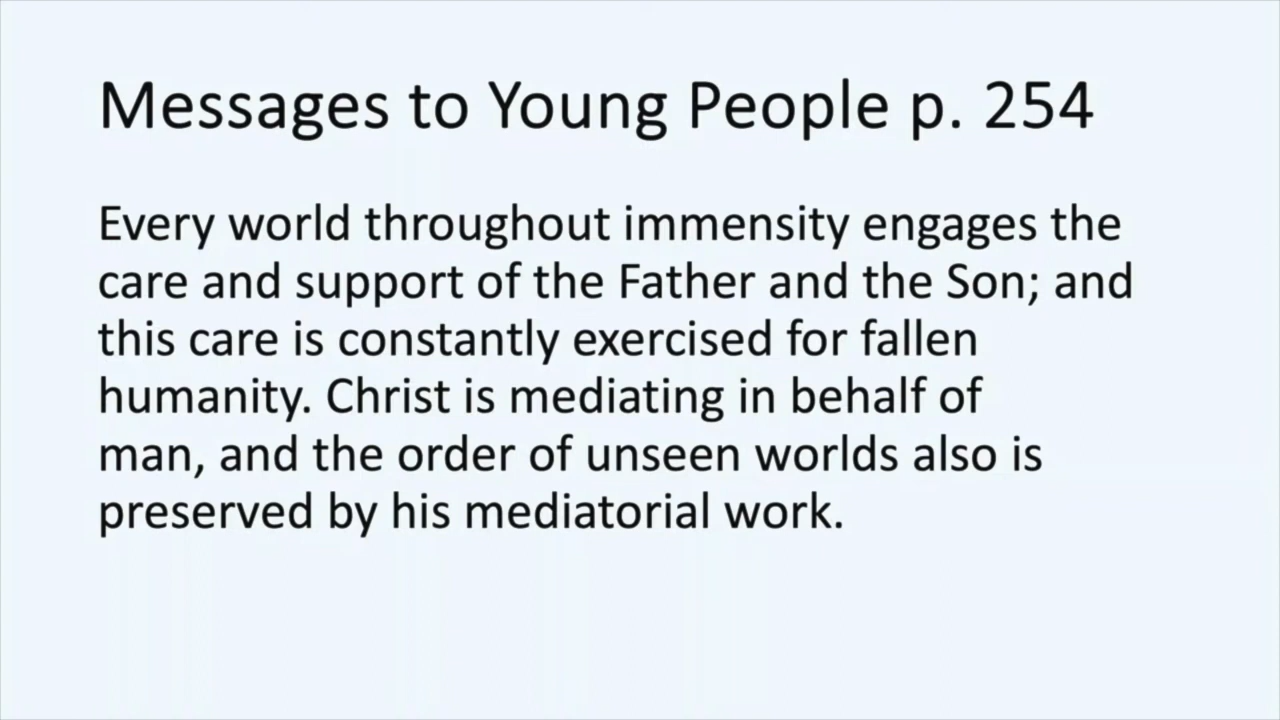 Messages to Young People p. 254
Every world throughout immensity engages the
care and support of the Father and the Son; and
this care is constantly exercised for fallen
humanity. Christ is mediating in behalf of
man, and the order of unseen worlds also is
preserved by his mediatorial work.